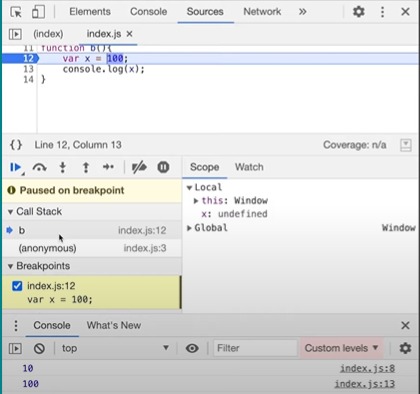 Elements Console Sources Network »
(index) index.js ×
11 function b(){
12 var x = 100;
13 console.log(x);
14 }
{} Line 12, Column 13 Coverage: n/a
Scope Watch
Paused on breakpoint
Call Stack
b index.js:12
(anonymous) index.js:3
Breakpoints
index.js:12
var x = 100;
Local
this: Window
x: undefined
Global Window
Console What's New
top Filter Custom levels
10 index.js:8
100 index.js:13